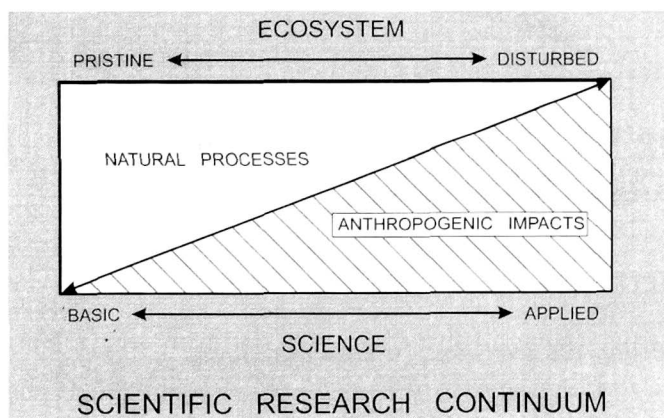 ECOSYSTEM
PRISTINE DISTURBED
NATURAL PROCESSES
ANTHROPOGENIC IMPACTS
BASIC APPLIED
SCIENCE
SCIENTIFIC RESEARCH CONTINUUM